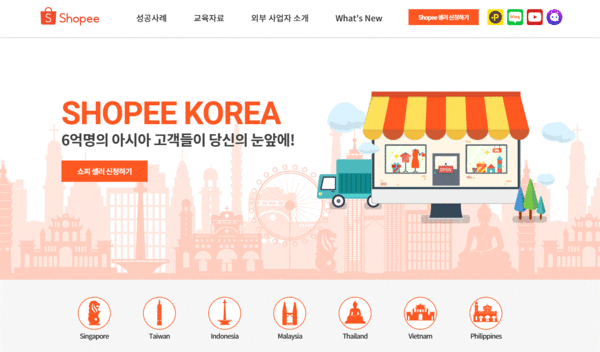 Shopee
성공사례
교육자료
외부 사업자 소개
What's New
Shopee 셀러 신청하기
blog
SHOPEE KOREA
6억명의 아시아 고객들이 당신의 눈앞에!
쇼피 셀러 신청하기
OPEN
Singapore
Taiwan
Indonesia
Malaysia
Thailand
Vietnam
Philippines